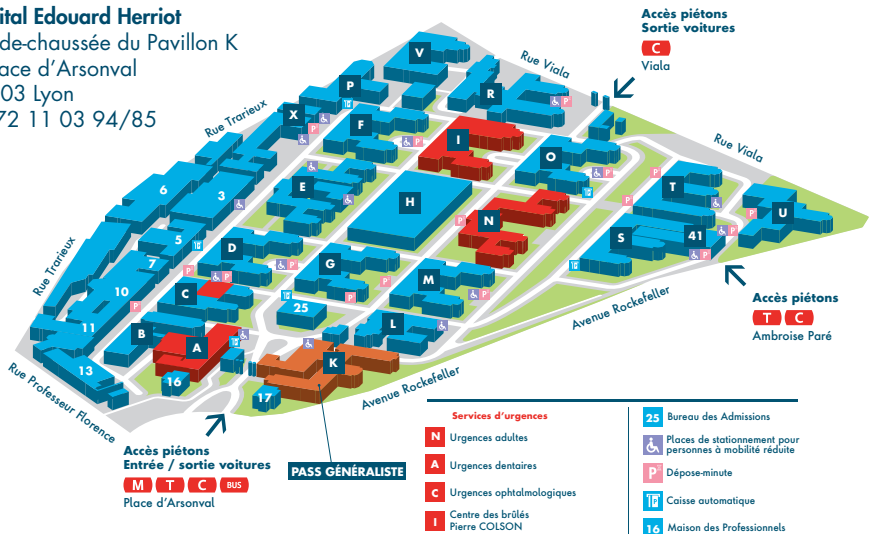 ital Edouard Herriot
de-chaussée du Pavillon K
ace d'Arsonval
03 Lyon
72 11 03 94/85
Accès piétons
Sortie voitures
C
Viala
Rue Viala
Rue Viala
Rue Trarieux
Rue Trarieux
V
P
R
X
F
I
O
6
3
E
H
T
U
N
5
D
S
41
7
G
M
10
C
25
11
B
A
L
K
13
16
17
Rue Professeur Florence
Avenue Rockefeller
Avenue Rockefeller
Accès piétons
T C
Ambroise Paré
Accès piétons
Entrée / sortie voitures
M T C BUS
Place d'Arsonval
PASS GÉNÉRALISTE
Services d'urgences
N Urgences adultes
A Urgences dentaires
C Urgences ophtalmologiques
I Centre des brûlés
Pierre COLSON
25 Bureau des Admissions
Places de stationnement pour
personnes à mobilité réduite
P Dépose-minute
Caisse automatique
16 Maison des Professionnels